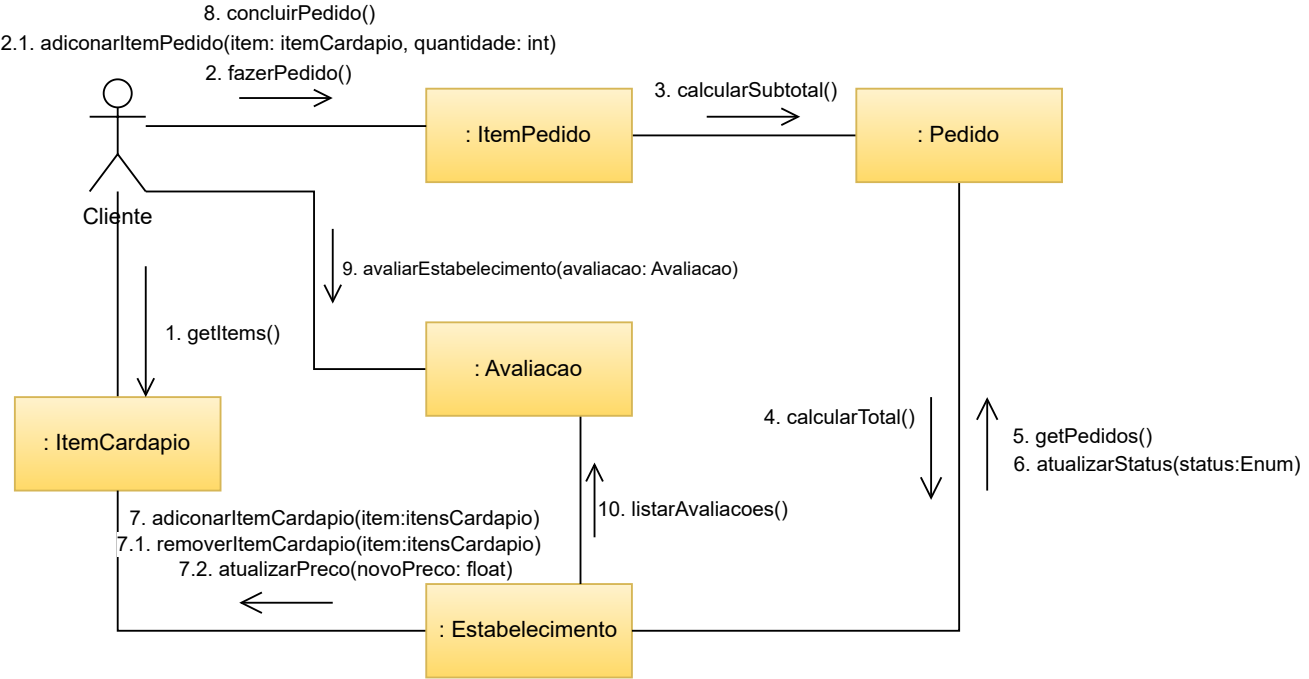 8. concluirPedido()
2.1. adiconarItemPedido(item: itemCardapio, quantidade: int)
2. fazerPedido()
3. calcularSubtotal()
: ItemPedido
: Pedido
Cliente
9. avaliarEstabelecimento(avaliacao: Avaliacao)
1. getItems()
: Avaliacao
4. calcularTotal()
5. getPedidos()
6. atualizarStatus(status:Enum)
: ItemCardapio
10. listarAvaliacoes()
7. adiconarItemCardapio(item:itensCardapio)
7.1. removerItemCardapio(item:itensCardapio)
7.2. atualizarPreco(novoPreco: float)
: Estabelecimento